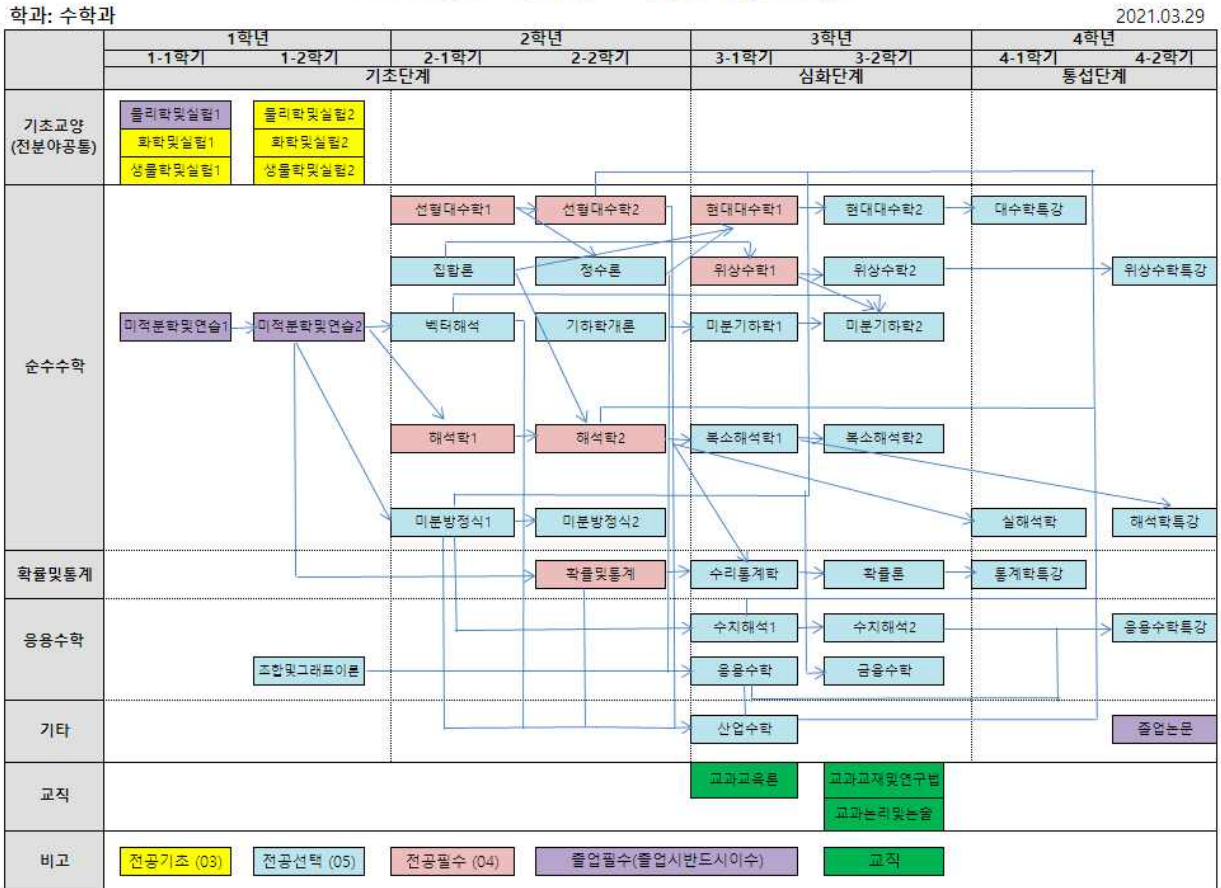 학과: 수학과 2021.03.29
1학년 2학년 3학년 4학년
1-1학기 1-2학기 2-1학기 2-2학기 3-1학기 3-2학기 4-1학기 4-2학기
기초단계 심화단계 통섭단계
기초교양
(전분야공통)
물리학및실험1 물리학및실험2
화학및실험1 화학및실험2
생물학및실험1 생물학및실험2
순수수학
선형대수학1 선형대수학2 현대대수학1 현대대수학2 대수학특강
집합론 정수론 위상수학1 위상수학2 위상수학특강
미적분학및연습1 미적분학및연습2 벡터해석 기하학개론 미분기하학1 미분기하학2
해석학1 해석학2 복소해석학1 복소해석학2
미분방정식1 미분방정식2 실해석학 해석학특강
확률및통계 확률및통계 수리통계학 확률론 통계학특강
응용수학
수치해석1 수치해석2 응용수학특강
조합및그래프이론 응용수학 금융수학
기타 산업수학 졸업논문
교직
교과교육론 교과교재및연구법
교과논리및논술
비고 전공기초 (03) 전공선택 (05) 전공필수 (04) 졸업필수(졸업시반드시이수) 교직